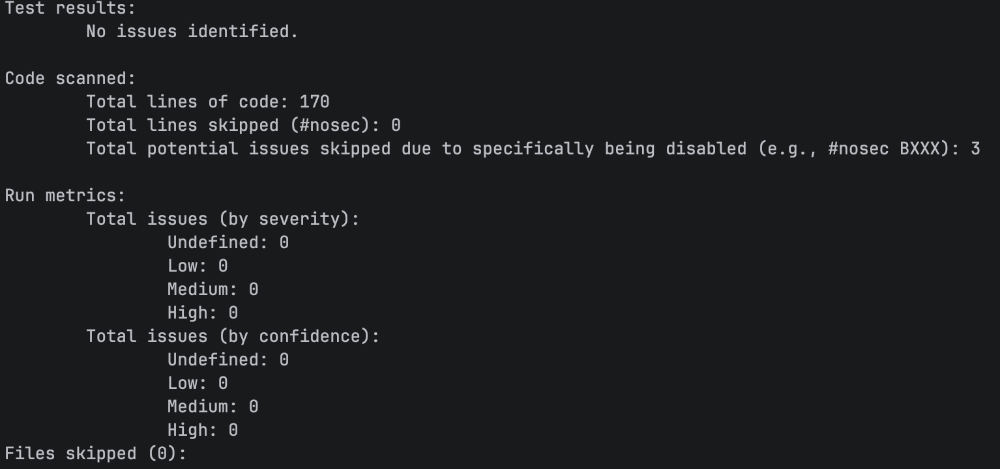 Test results:
No issues identified.
Code scanned:
Total lines of code: 170
Total lines skipped (#nosec): 0
Total potential issues skipped due to specifically being disabled (e.g., #nosec BXXX): 3
Run metrics:
Total issues (by severity):
Undefined: 0
Low: 0
Medium: 0
High: 0
Total issues (by confidence):
Undefined: 0
Low: 0
Medium: 0
High: 0
Files skipped (0):